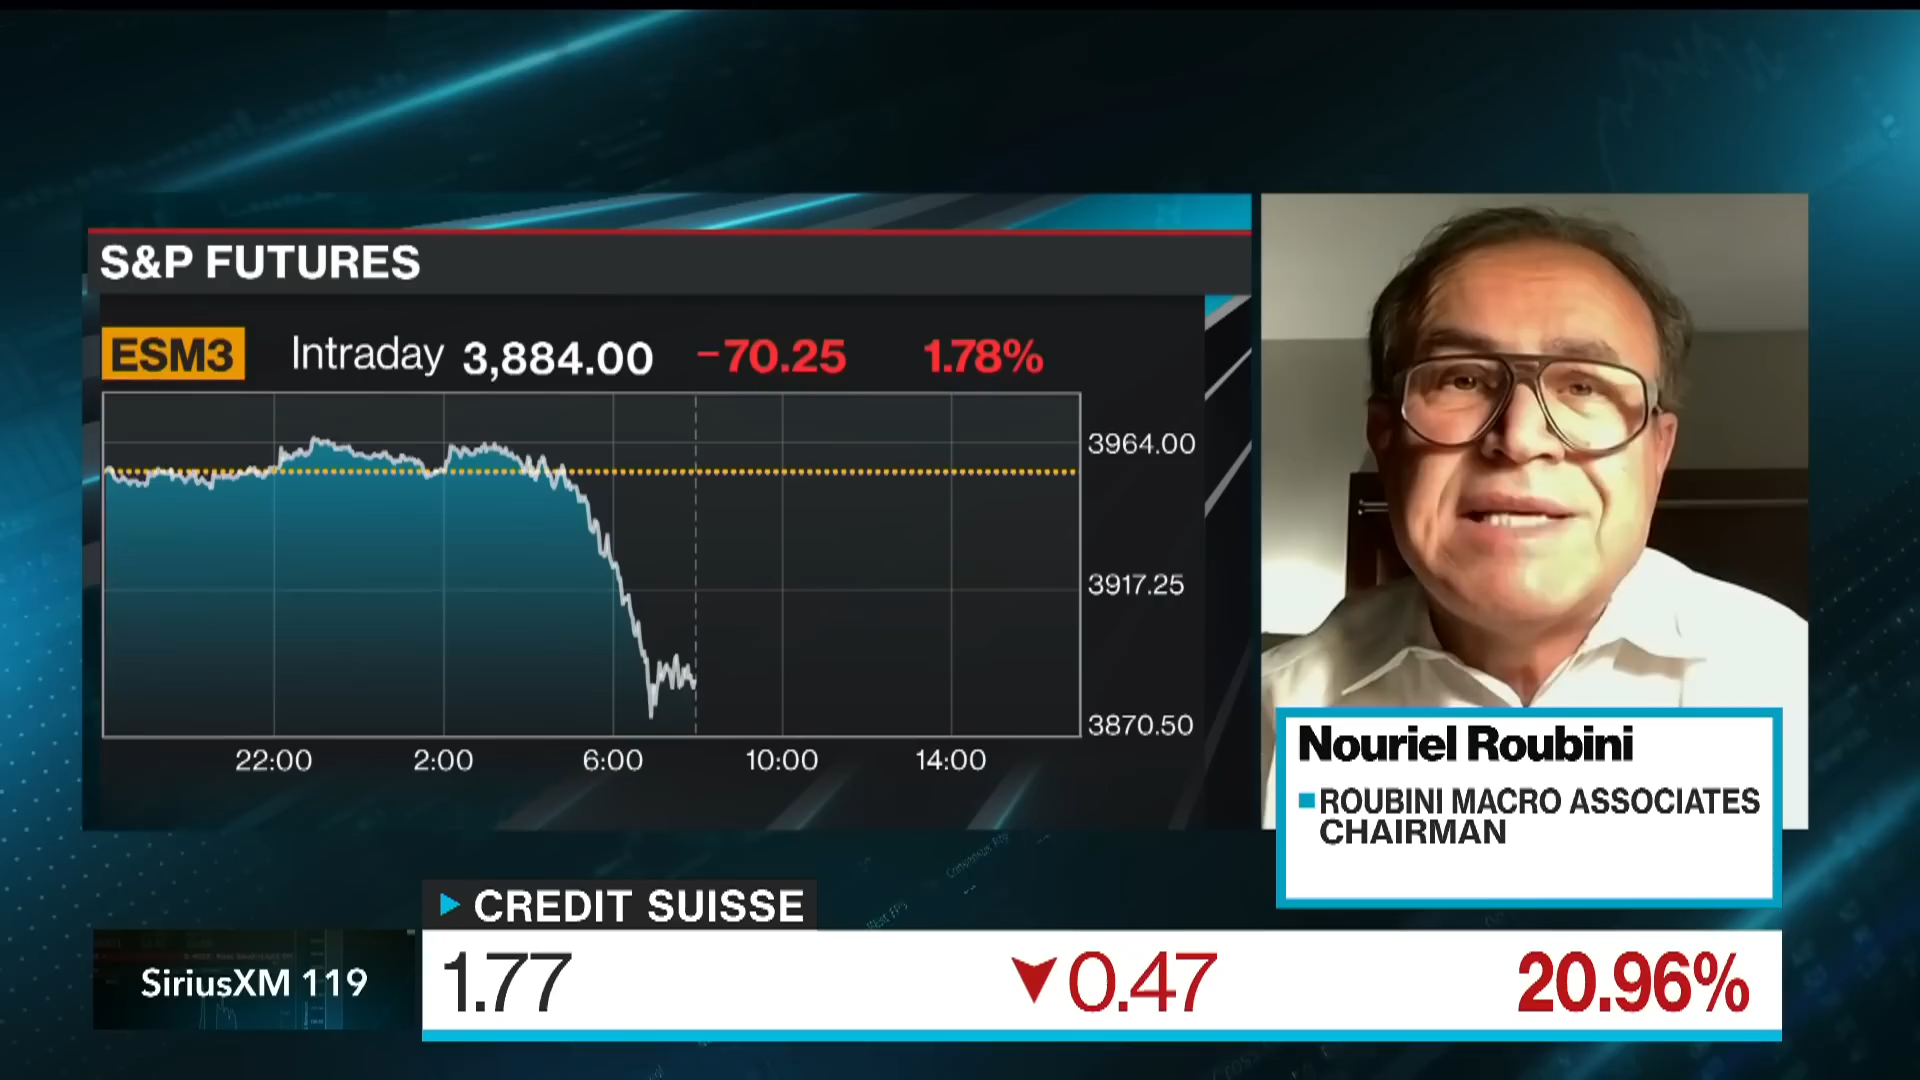 S&P FUTURES
ESM3 Intraday 3,884.00 −70.25 1.78%
3964.00
3917.25
3870.50
22:00 2:00 6:00 10:00 14:00
Nouriel Roubini
ROUBINI MACRO ASSOCIATES
CHAIRMAN
CREDIT SUISSE
SiriusXM 119
1.77 0.47 20.96%